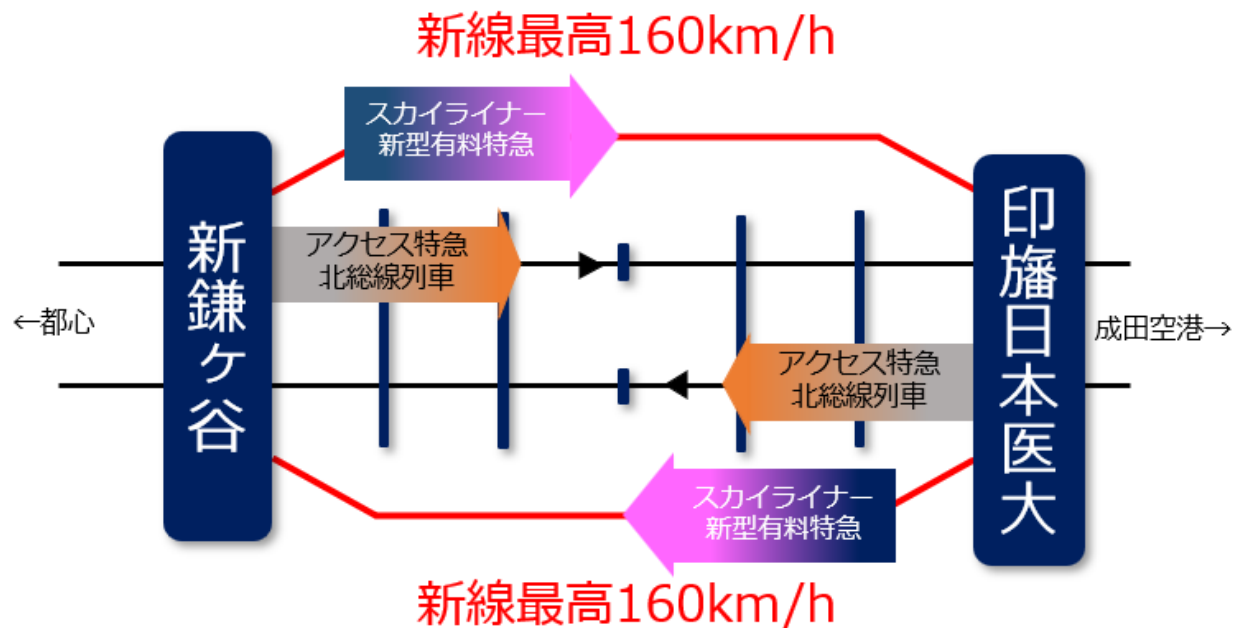 新線最高160km/h
スカイライナー
新型有料特急
新鎌ヶ谷
アクセス特急
北総線列車
印旛日本医大
←都心
成田空港→
アクセス特急
北総線列車
スカイライナー
新型有料特急
新線最高160km/h